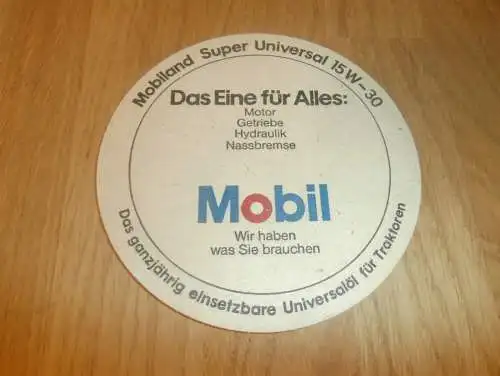 Mobiland Super Universal 15W-30
Das Eine für Alles:
Motor
Getriebe
Hydraulik
Nassbremse
Mobil
Wir haben
was Sie brauchen
Das ganzjährig einsetzbare Universalöl für Traktoren